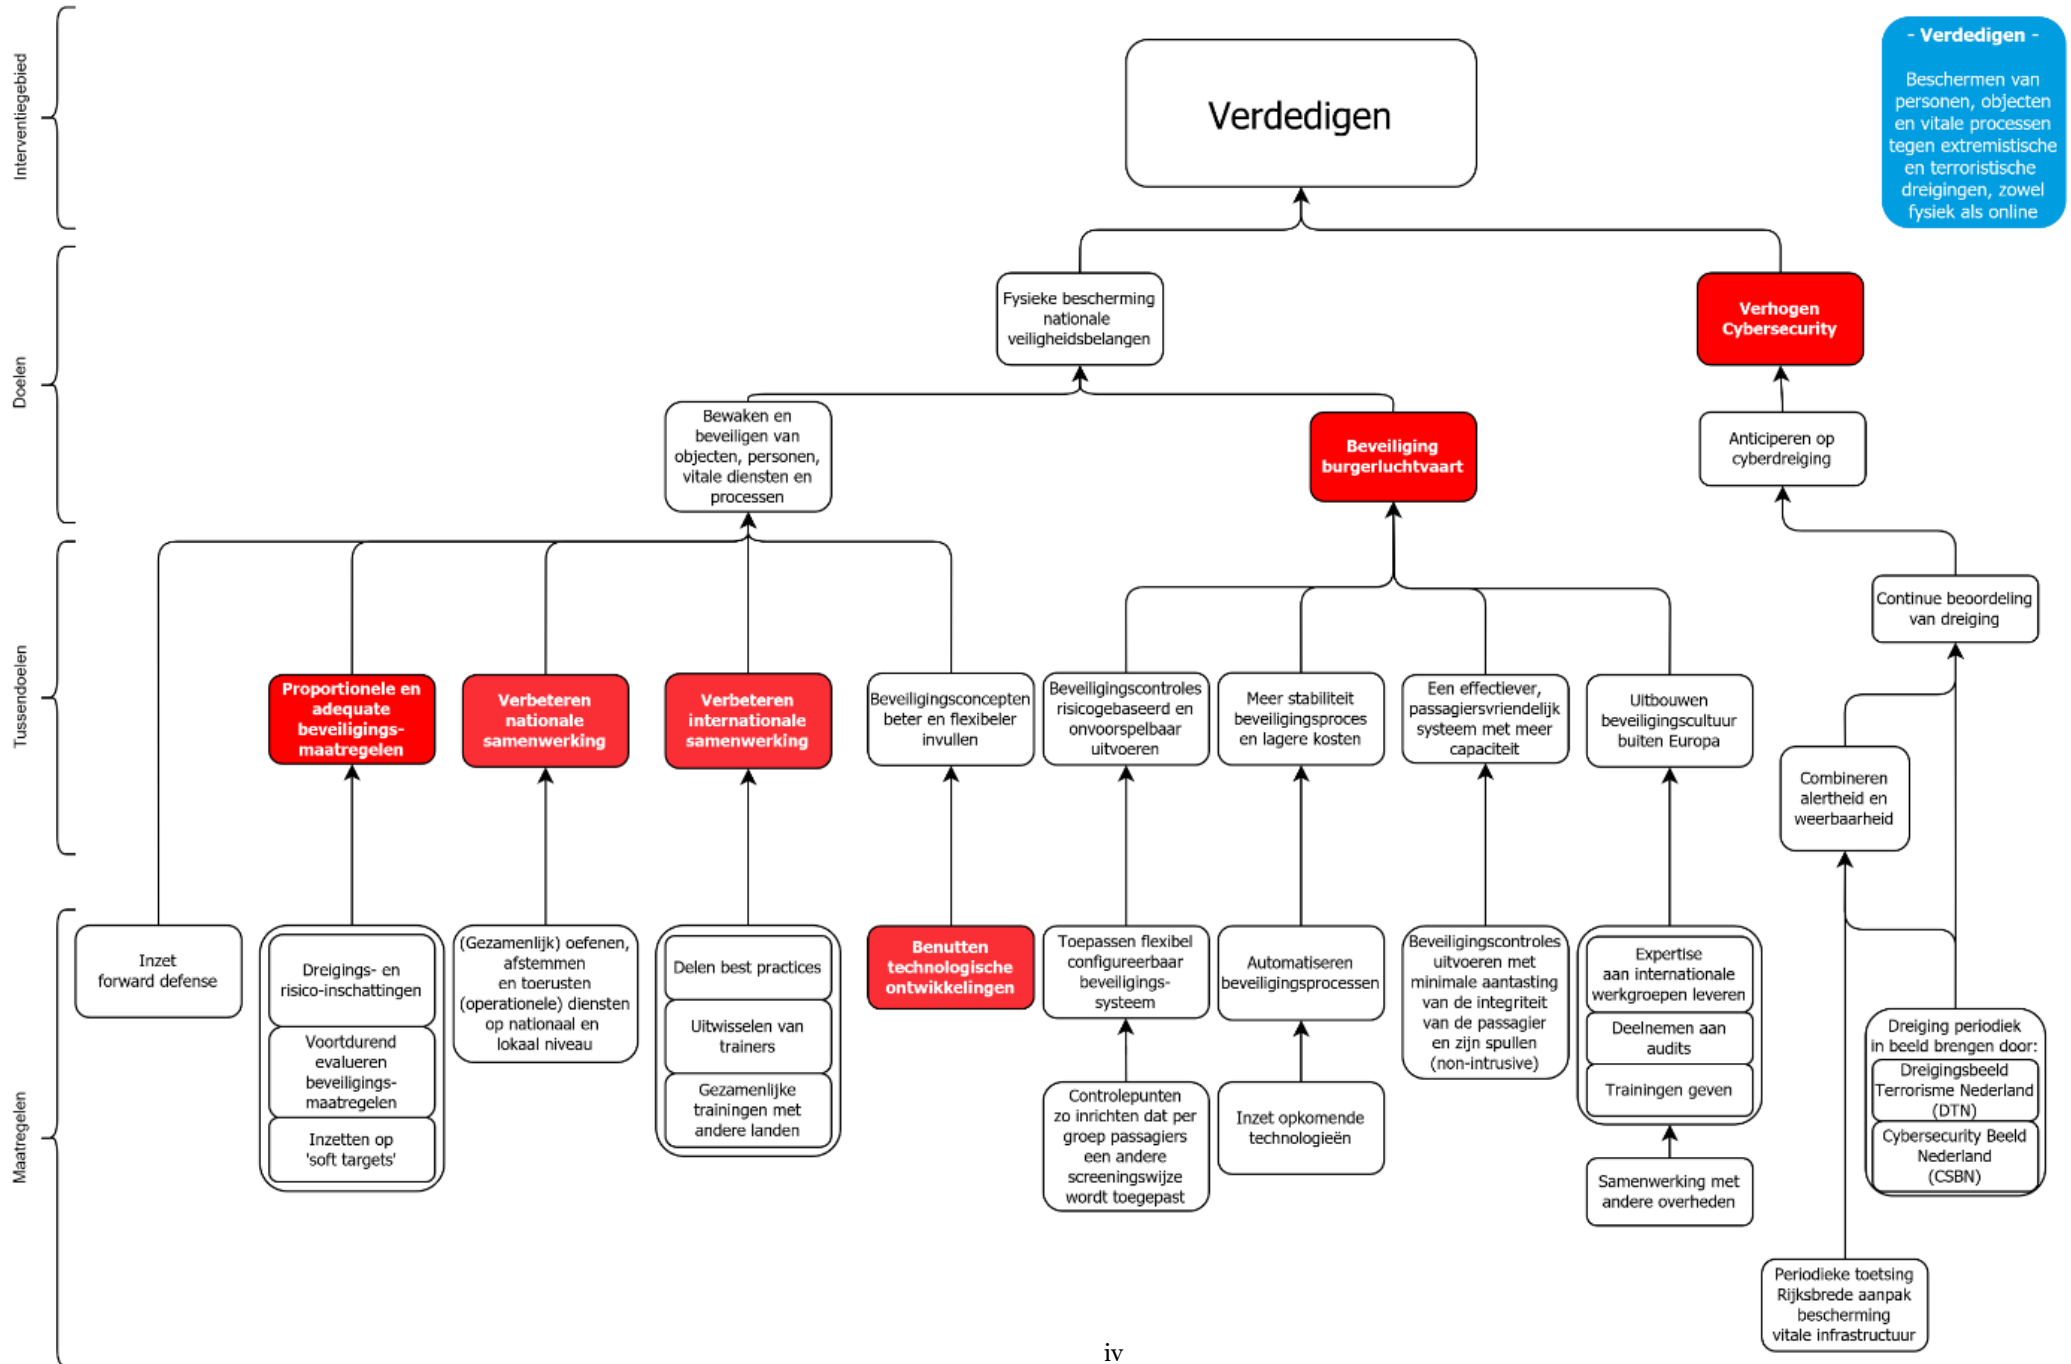 Interventiegebied
Doelen
Tussendoelen
Maatregelen
- Verdedigen -
Beschermen van
personen, objecten
en vitale processen
tegen extremistische
en terroristische
dreigingen, zowel
fysiek als online
Verdedigen
Fysieke bescherming
nationale
veiligheidsbelangen
Verhogen
Cybersecurity
Bewaken en
beveiligen van
objecten, personen,
vitale diensten en
processen
Beveiliging
burgerluchtvaart
Anticiperen op
cyberdreiging
Continue beoordeling
van dreiging
Proportionele en
adequate
beveiligings-
maatregelen
Verbeteren
nationale
samenwerking
Verbeteren
internationale
samenwerking
Beveiligingsconcepten
beter en flexibeler
invullen
Beveiligingscontroles
risicogebaseerd en
onvoorspelbaar
uitvoeren
Meer stabiliteit
beveiligingsproces
en lagere kosten
Een effectiever,
passagiersvriendelijk
systeem met meer
capaciteit
Uitbouwen
beveiligingscultuur
buiten Europa
Combineren
alertheid en
weerbaarheid
Inzet
forward defense
Dreigings- en
risico-inschattingen
Voortdurend
evalueren
beveiligings-
maatregelen
Inzetten op
'soft targets'
(Gezamenlijk) oefenen,
afstemmen
en toerusten
(operationele) diensten
op nationaal en
lokaal niveau
Delen best practices
Uitwisselen van
trainers
Gezamenlijke
trainingen met
andere landen
Benutten
technologische
ontwikkelingen
Toepassen flexibel
configureerbaar
beveiligings-
systeem
Controlepunten
zo inrichten dat per
groep passagiers
een andere
screeningswijze
wordt toegepast
Automatiseren
beveiligingsprocessen
Inzet opkomende
technologieën
Beveiligingscontroles
uitvoeren met
minimale aantasting
van de integriteit
van de passagier
en zijn spullen
(non-intrusive)
Expertise
aan internationale
werkgroepen leveren
Deelnemen aan
audits
Trainingen geven
Samenwerking met
andere overheden
Dreiging periodiek
in beeld brengen door:
Dreigingsbeeld
Terrorisme Nederland
(DTN)
Cybersecurity Beeld
Nederland
(CSBN)
Periodieke toetsing
Rijksbrede aanpak
bescherming
vitale infrastructuur
iv